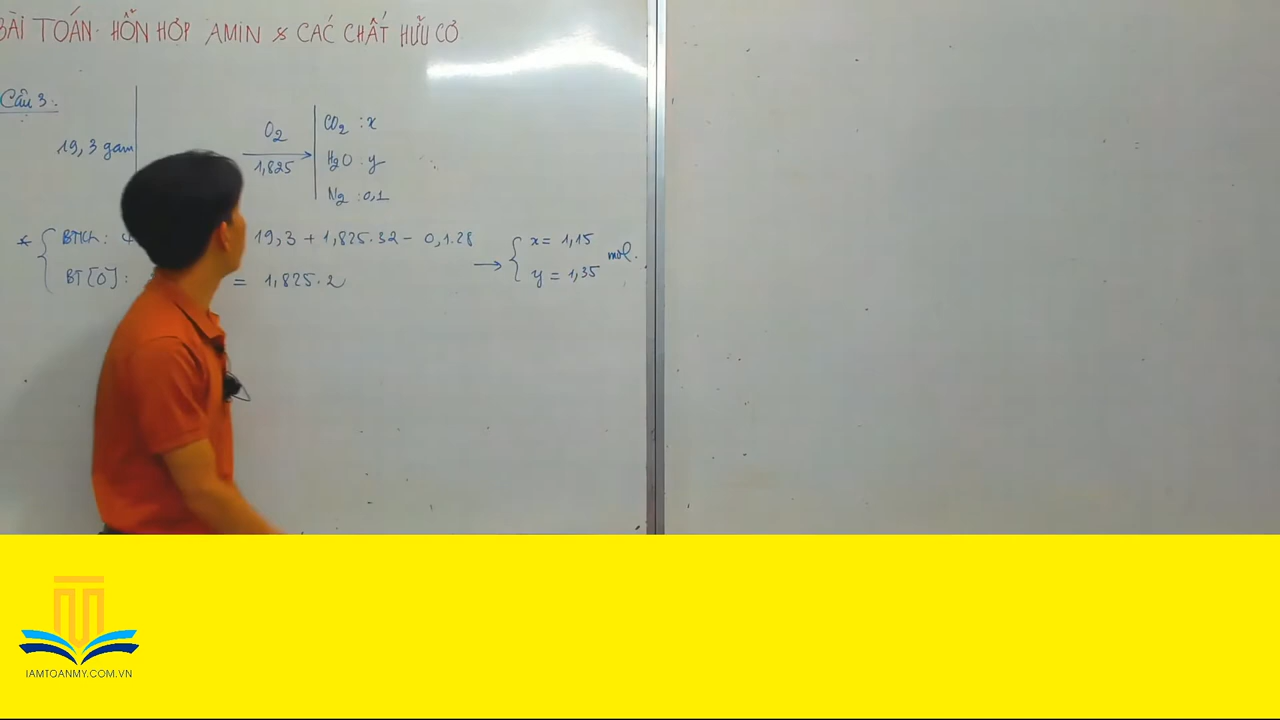 BÀI TOÁN: HỖN HỢP AMIN & CÁC CHẤT HỮU CƠ
Câu 3:
19,3 gam
O2
1,825
CO2 : x
H2O : y
N2 : 0,1
* BTKL: 19,3 + 1,825.32 - 0,1.28
BT[O]: = 1,825.2
→ x = 1,15
y = 1,35
mol.
IAMTOANMY.COM.VN